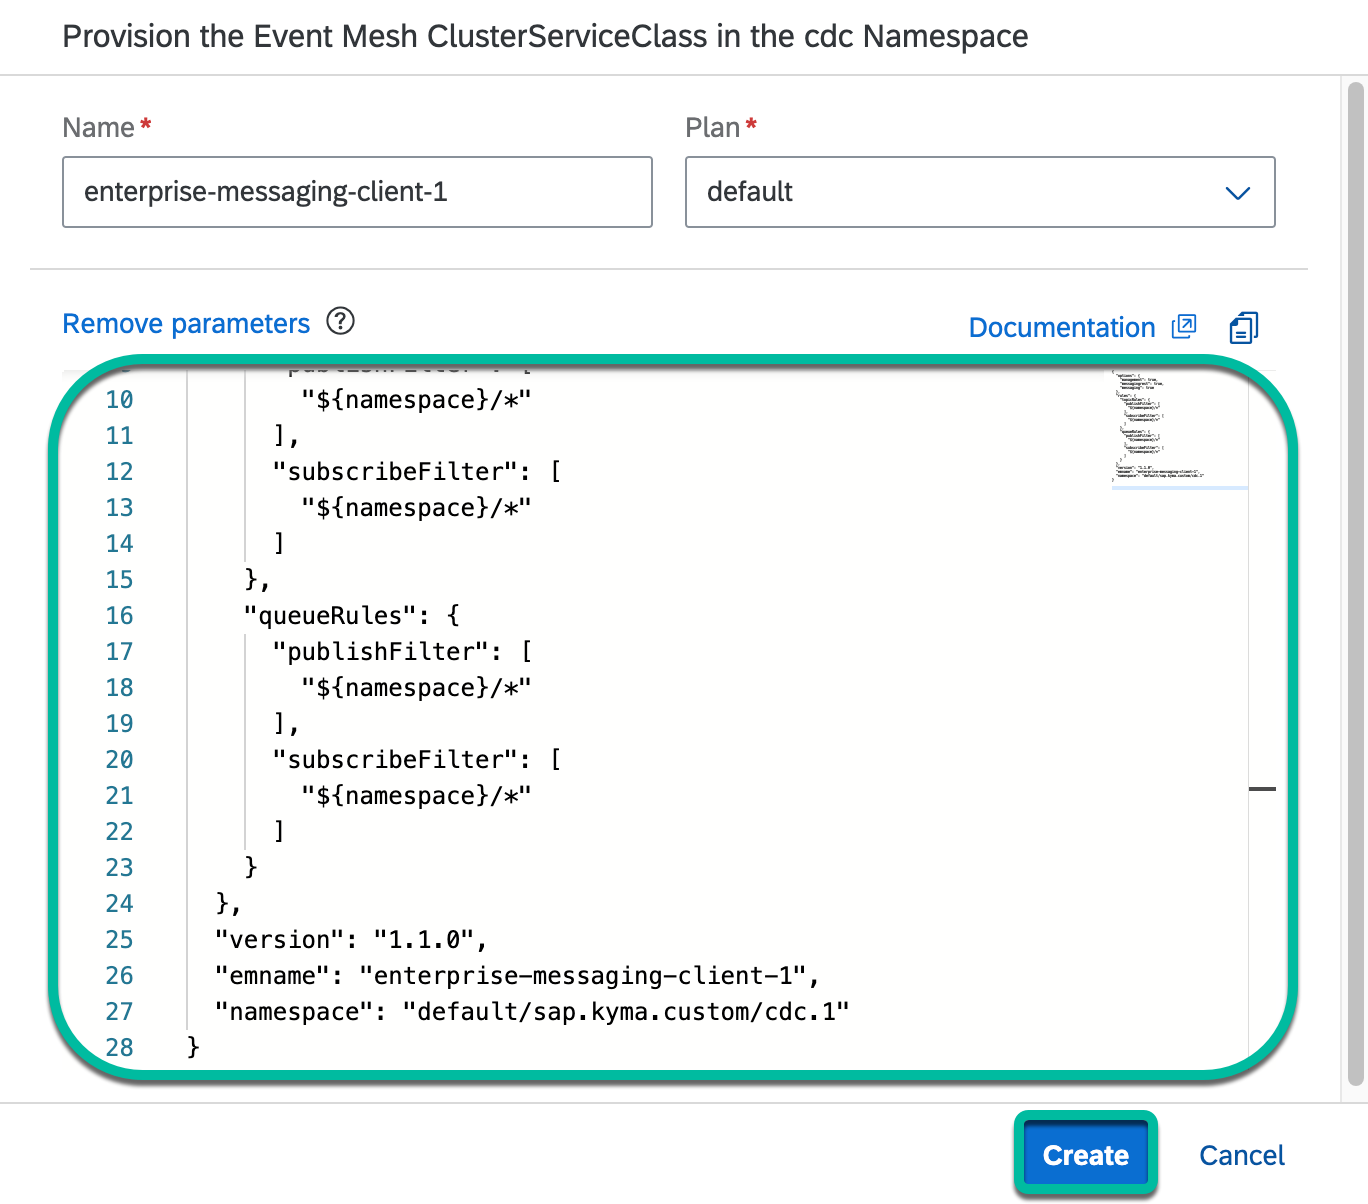 Provision the Event Mesh ClusterServiceClass in the cdc Namespace
Name *
Plan *
enterprise-messaging-client-1
default
Remove parameters ?
Documentation
10 "${namespace}/*"
11 ],
12 "subscribeFilter": [
13 "${namespace}/*"
14 ]
15 },
16 "queueRules": {
17 "publishFilter": [
18 "${namespace}/*"
19 ],
20 "subscribeFilter": [
21 "${namespace}/*"
22 ]
23 }
24 },
25 "version": "1.1.0",
26 "emname": "enterprise-messaging-client-1",
27 "namespace": "default/sap.kyma.custom/cdc.1"
28 }
Create
Cancel